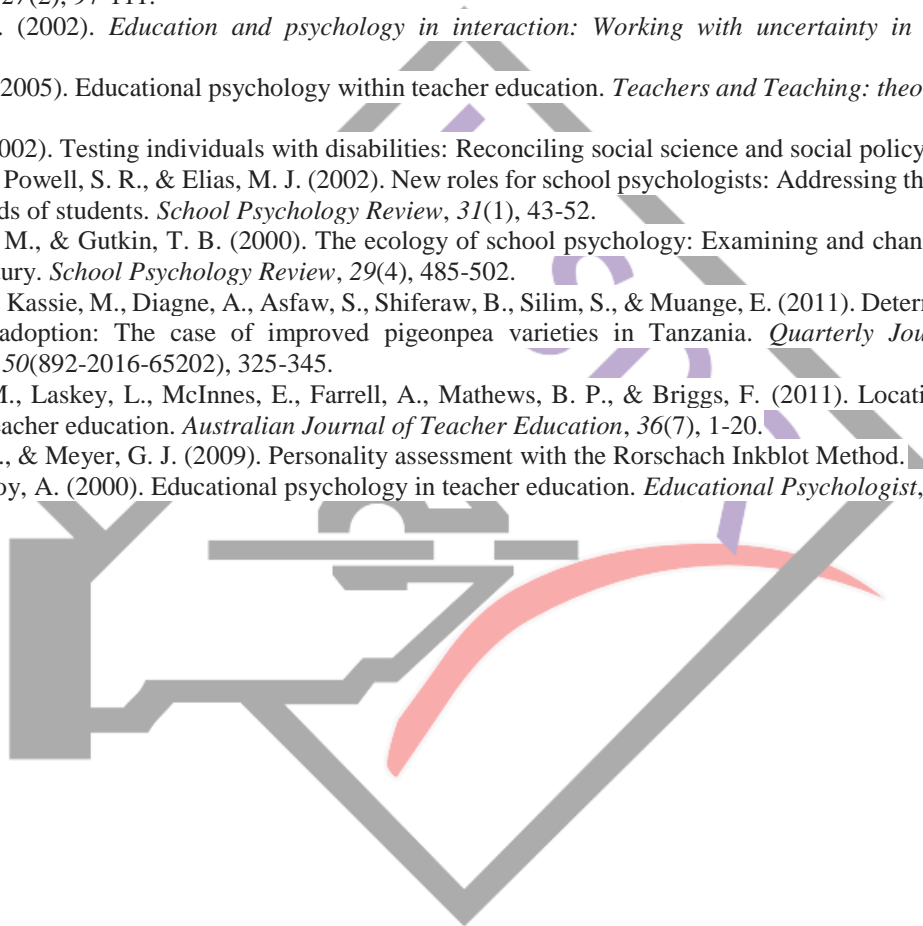 27(2), 97-111.
. (2002). Education and psychology in interaction: Working with uncertainty in
2005). Educational psychology within teacher education. Teachers and Teaching: theo
002). Testing individuals with disabilities: Reconciling social science and social policy
Powell, S. R., & Elias, M. J. (2002). New roles for school psychologists: Addressing th
ds of students. School Psychology Review, 31(1), 43-52.
M., & Gutkin, T. B. (2000). The ecology of school psychology: Examining and chan
tury. School Psychology Review, 29(4), 485-502.
Kassie, M., Diagne, A., Asfaw, S., Shiferaw, B., Silim, S., & Muange, E. (2011). Deter
adoption: The case of improved pigeonpea varieties in Tanzania. Quarterly Jou
50(892-2016-65202), 325-345.
M., Laskey, L., McInnes, E., Farrell, A., Mathews, B. P., & Briggs, F. (2011). Locati
eacher education. Australian Journal of Teacher Education, 36(7), 1-20.
., & Meyer, G. J. (2009). Personality assessment with the Rorschach Inkblot Method.
oy, A. (2000). Educational psychology in teacher education. Educational Psychologist,